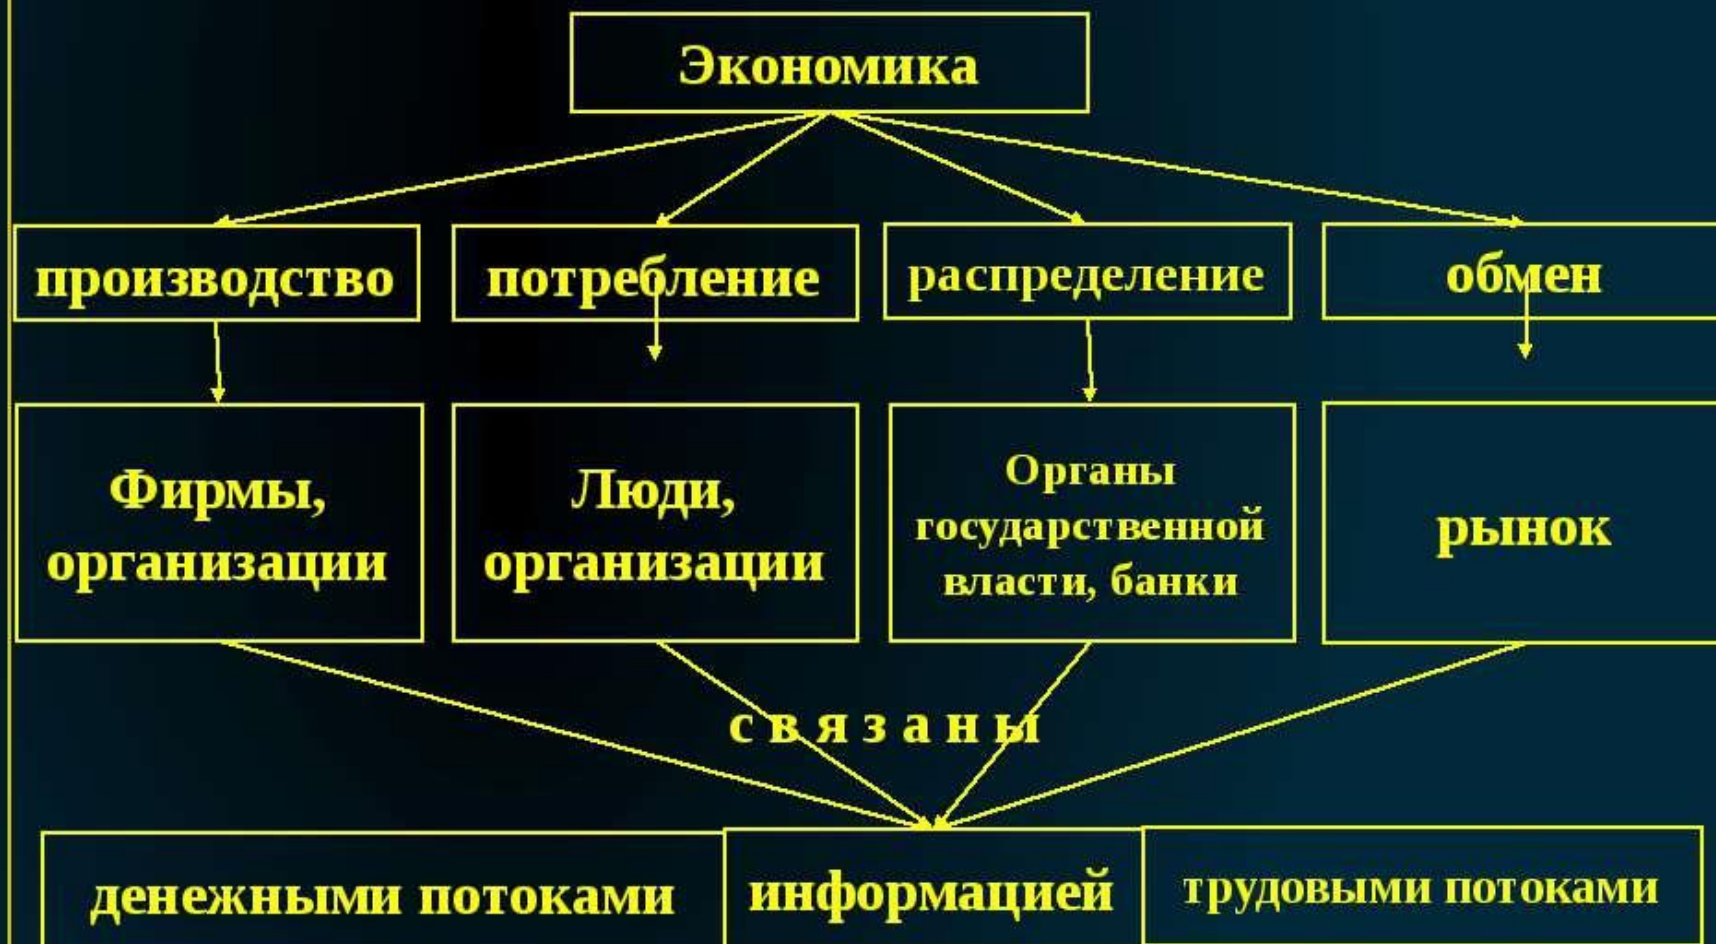 Экономика
производство
потребление
распределение
обмен
Фирмы,
организации
Люди,
организации
Органы
государственной
власти, банки
рынок
связаны
денежными потоками
информацией
трудовыми потоками